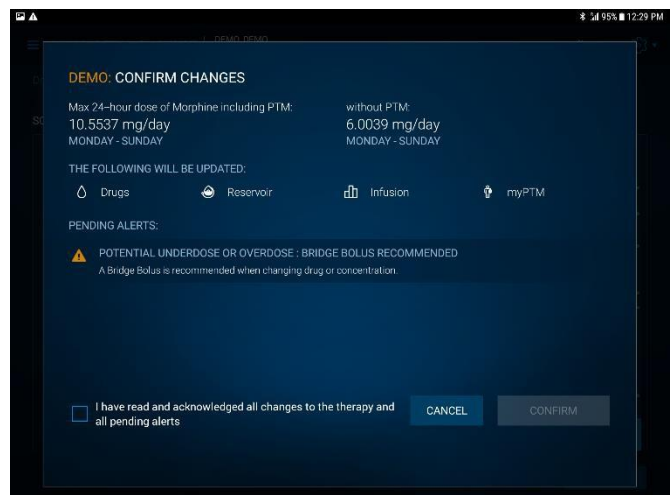 95% 12:29 PM
DEMO DEMO
DEMO: CONFIRM CHANGES
Max 24–hour dose of Morphine including PTM:
10.5537 mg/day
MONDAY - SUNDAY
without PTM:
6.0039 mg/day
MONDAY - SUNDAY
THE FOLLOWING WILL BE UPDATED:
Drugs Reservoir Infusion myPTM
PENDING ALERTS:
POTENTIAL UNDERDOSE OR OVERDOSE : BRIDGE BOLUS RECOMMENDED
A Bridge Bolus is recommended when changing drug or concentration.
I have read and acknowledged all changes to the therapy and
all pending alerts
CANCEL
CONFIRM